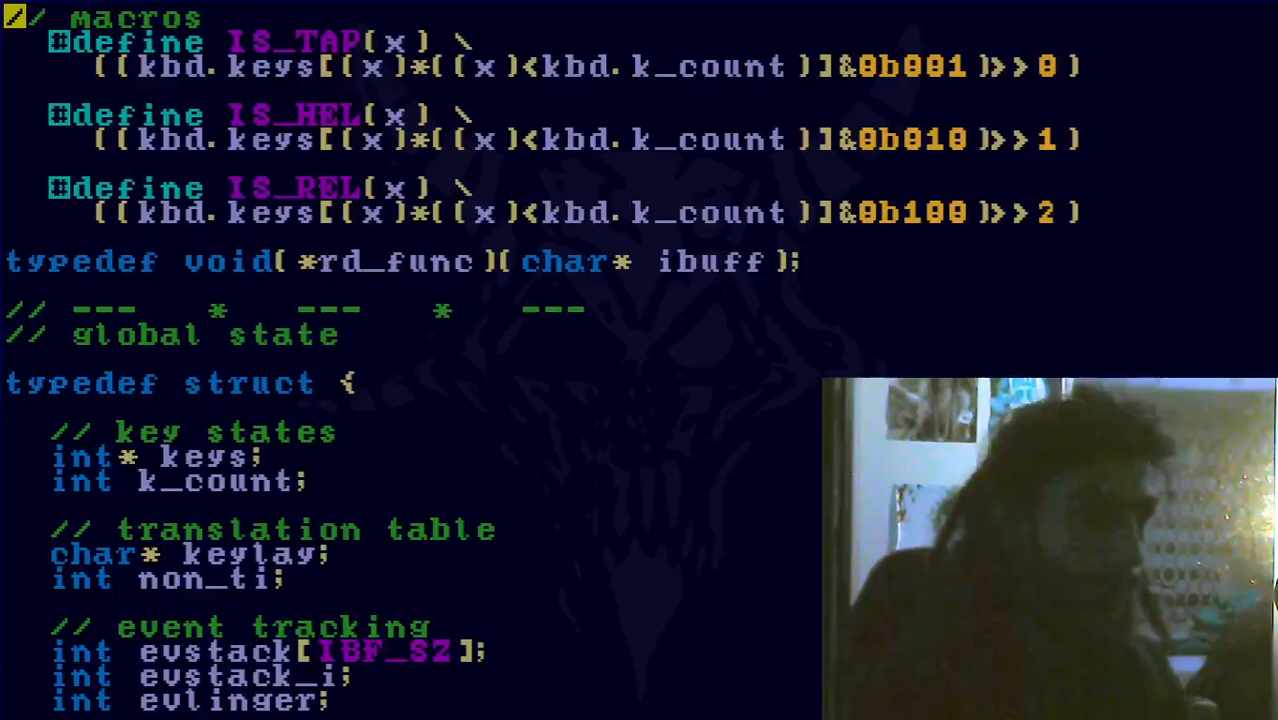 // macros
#define IS_TAP(x) \
((kbd.keys[(x)*((x)<kbd.k_count)]&0b001)>>0)
#define IS_HEL(x) \
((kbd.keys[(x)*((x)<kbd.k_count)]&0b010)>>1)
#define IS_REL(x) \
((kbd.keys[(x)*((x)<kbd.k_count)]&0b100)>>2)
typedef void(*rd_func)(char* ibuff);
// --- * --- * ---
// global state
typedef struct {
// key states
int* keys;
int k_count;
// translation table
char* keylay;
int non_ti;
// event tracking
int evstack[IBF_SZ];
int evstack_i;
int evlinger;